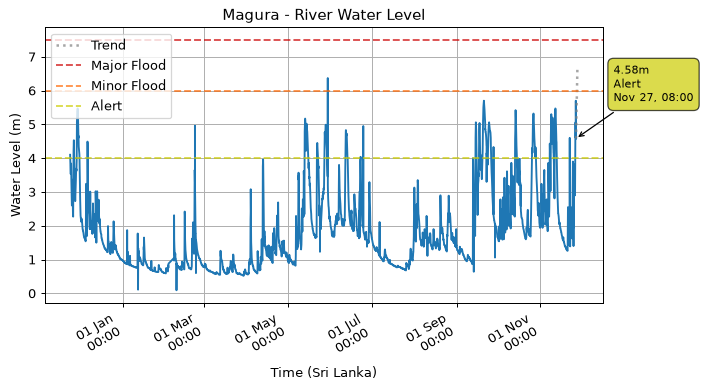 Magura - River Water Level
Trend
Major Flood
Minor Flood
Alert
4.58m
Alert
Nov 27, 08:00
Water Level (m)
7
6
5
4
3
2
1
0
01 Jan
00:00
01 Mar
00:00
01 May
00:00
01 Jul
00:00
01 Sep
00:00
01 Nov
00:00
Time (Sri Lanka)